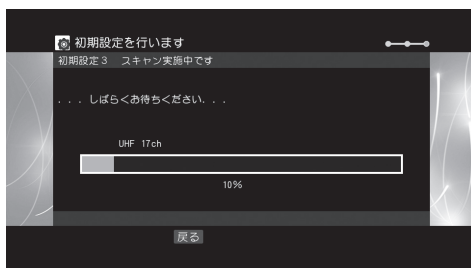 初期設定を行います
初期設定3　スキャン実施中です
. . . しばらくお待ちください. . .
UHF 17ch
10%
戻る